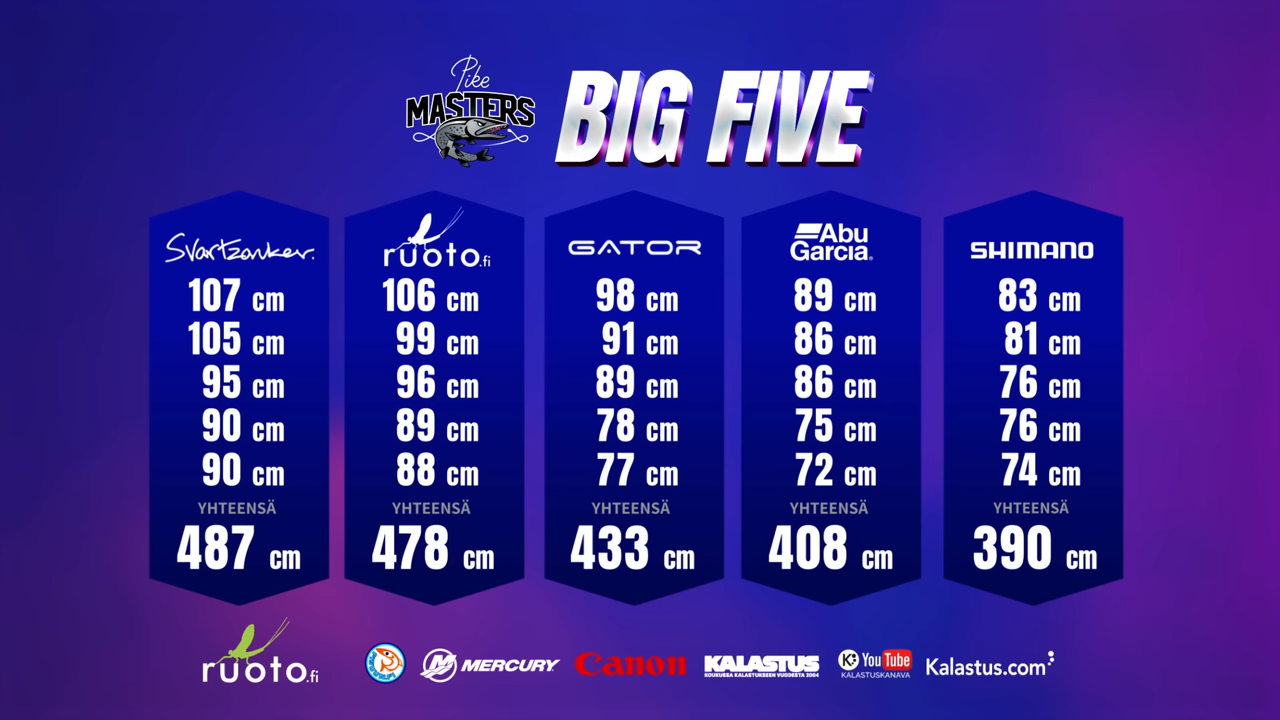 Pike
MASTERS
BIG FIVE
Svartzonker.
107 cm
105 cm
95 cm
90 cm
90 cm
YHTEENSÄ
487 cm
ruoto.fi
106 cm
99 cm
96 cm
89 cm
88 cm
YHTEENSÄ
478 cm
GATOR
98 cm
91 cm
89 cm
78 cm
77 cm
YHTEENSÄ
433 cm
Abu
Garcia®
89 cm
86 cm
86 cm
75 cm
72 cm
YHTEENSÄ
408 cm
SHIMANO
83 cm
81 cm
76 cm
76 cm
74 cm
YHTEENSÄ
390 cm
ruoto.fi
MERCURY
Canon
KALASTUS
KOUKUSSA KALASTUKSEEN VUODESTA 2004
K+ YouTube
KALASTUSKANAVA
Kalastus.com